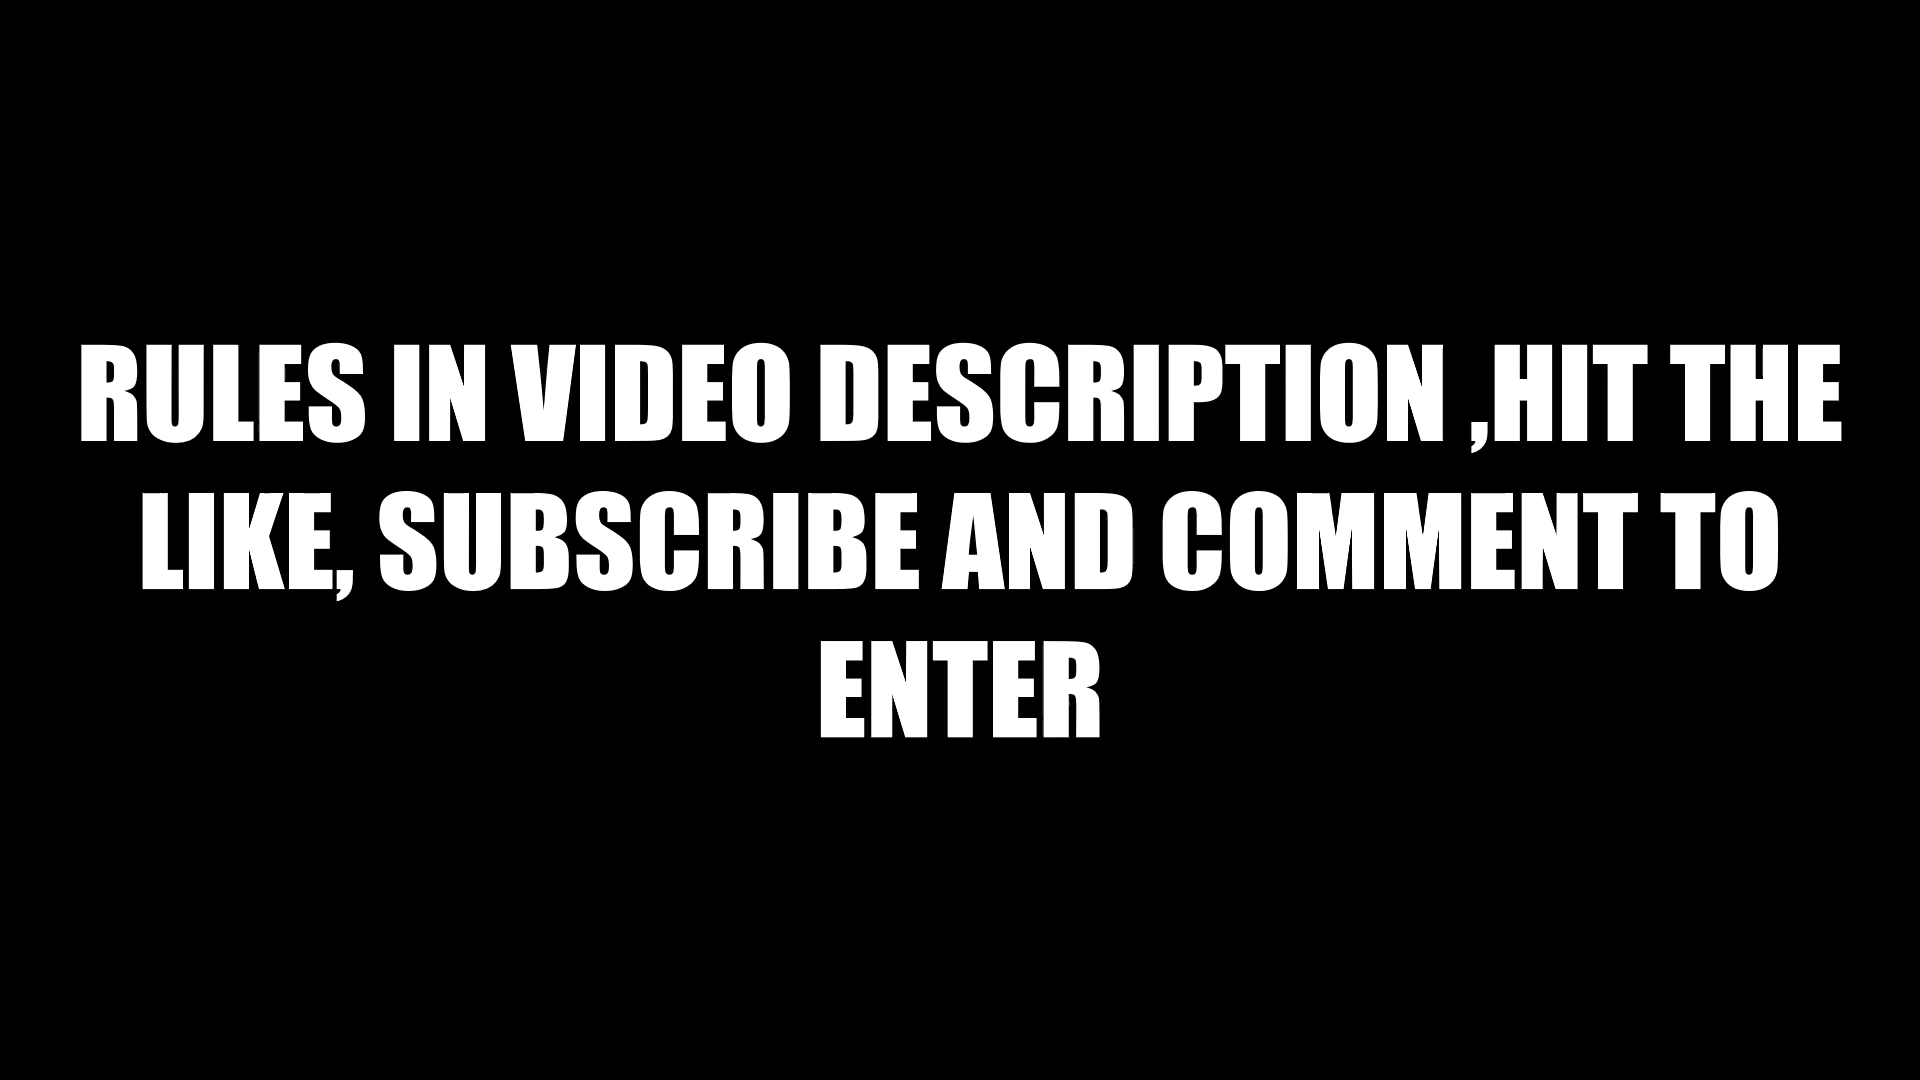 RULES IN VIDEO DESCRIPTION ,HIT THE
LIKE, SUBSCRIBE AND COMMENT TO
ENTER